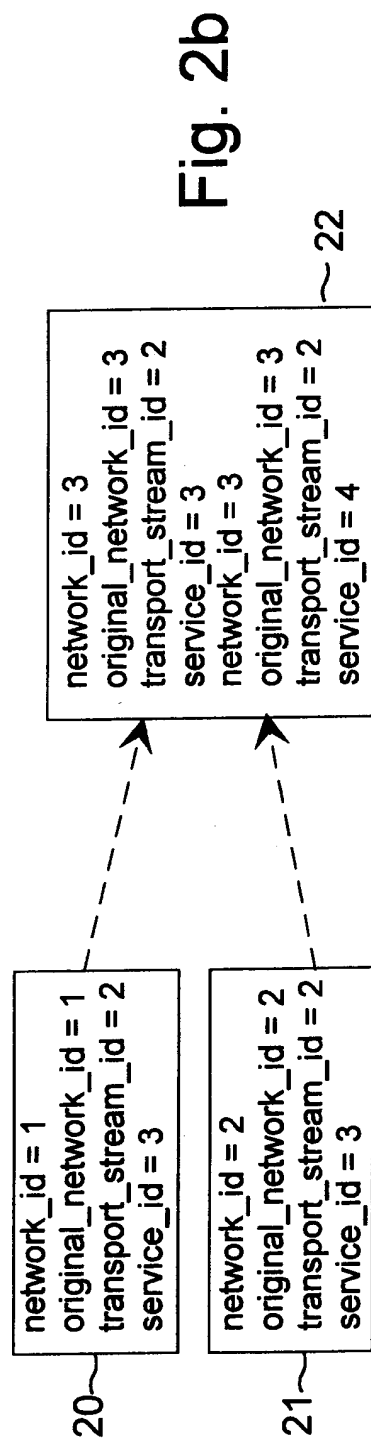 20
network_id = 1
original_network_id = 1
transport_stream_id = 2
service_id = 3
21
network_id = 2
original_network_id = 2
transport_stream_id = 2
service_id = 3
network_id = 3
original_network_id = 3
transport_stream_id = 2
service_id = 3
network_id = 3
original_network_id = 3
transport_stream_id = 2
service_id = 4
22
Fig. 2b